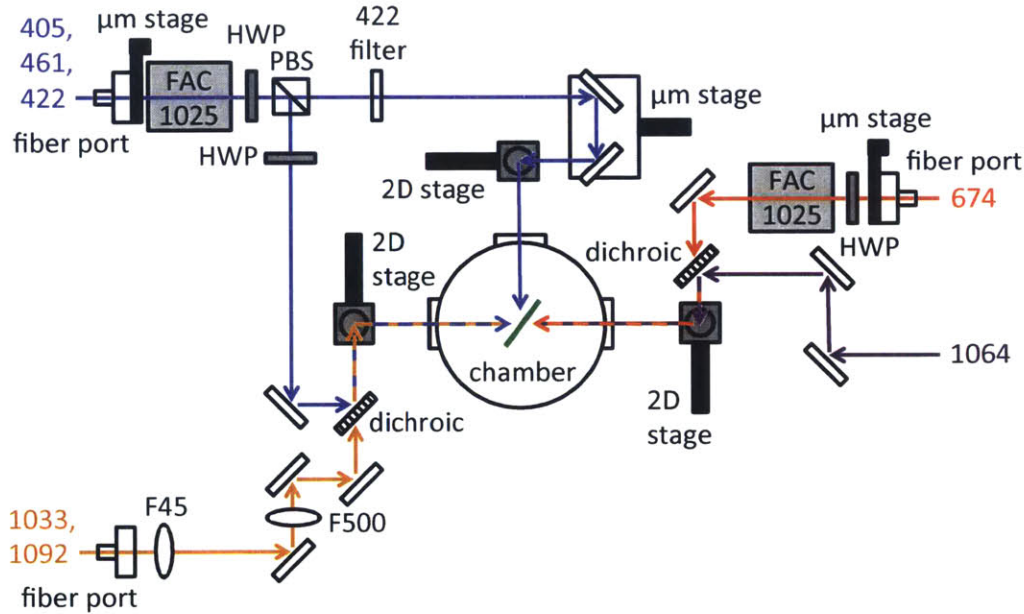 405,
461,
422
fiber port
μm stage
FAC
1025
HWP
PBS
HWP
422
filter
μm stage
2D stage
μm stage
fiber port
674
FAC
1025
HWP
dichroic
2D
stage
chamber
1064
2D
stage
dichroic
1033,
1092
fiber port
F45
F500